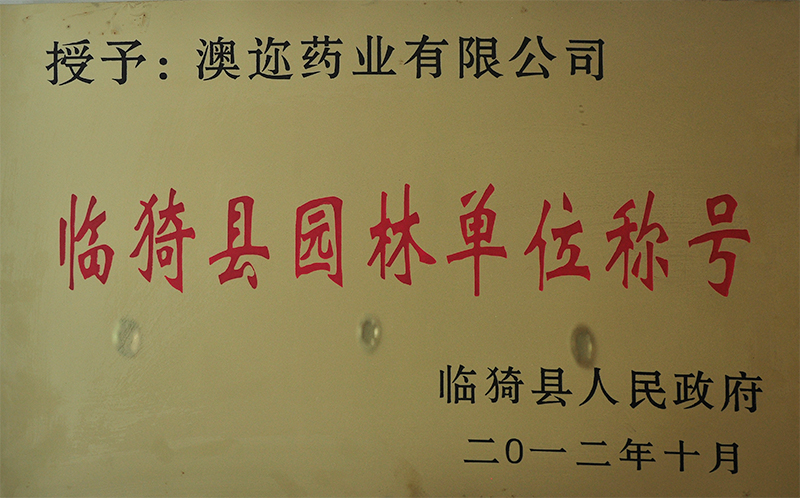 授予：澳迩药业有限公司
临猗县园林单位称号
临猗县人民政府
二0一二年十月